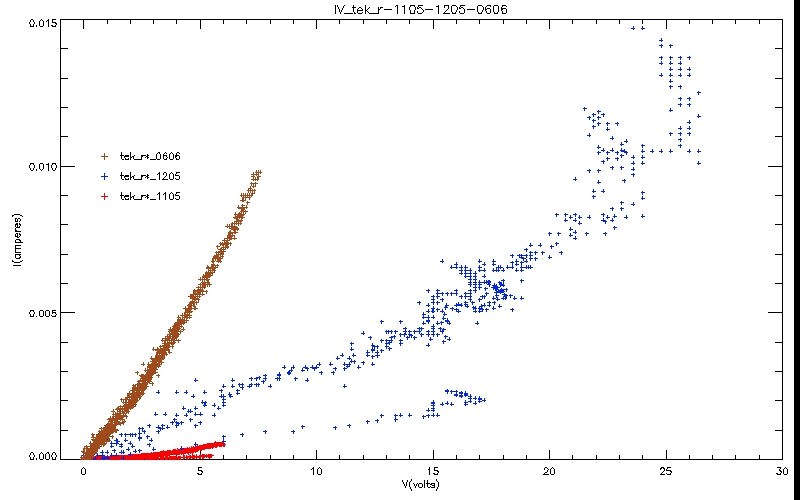 IV_tek_r-1105-1205-0606
0.015
tek_r*_0606
0.010
tek_r*_1205
tek_r*_1105
I(amperes)
0.005
0.000
0 5 10 15 20 25 30
V(volts)